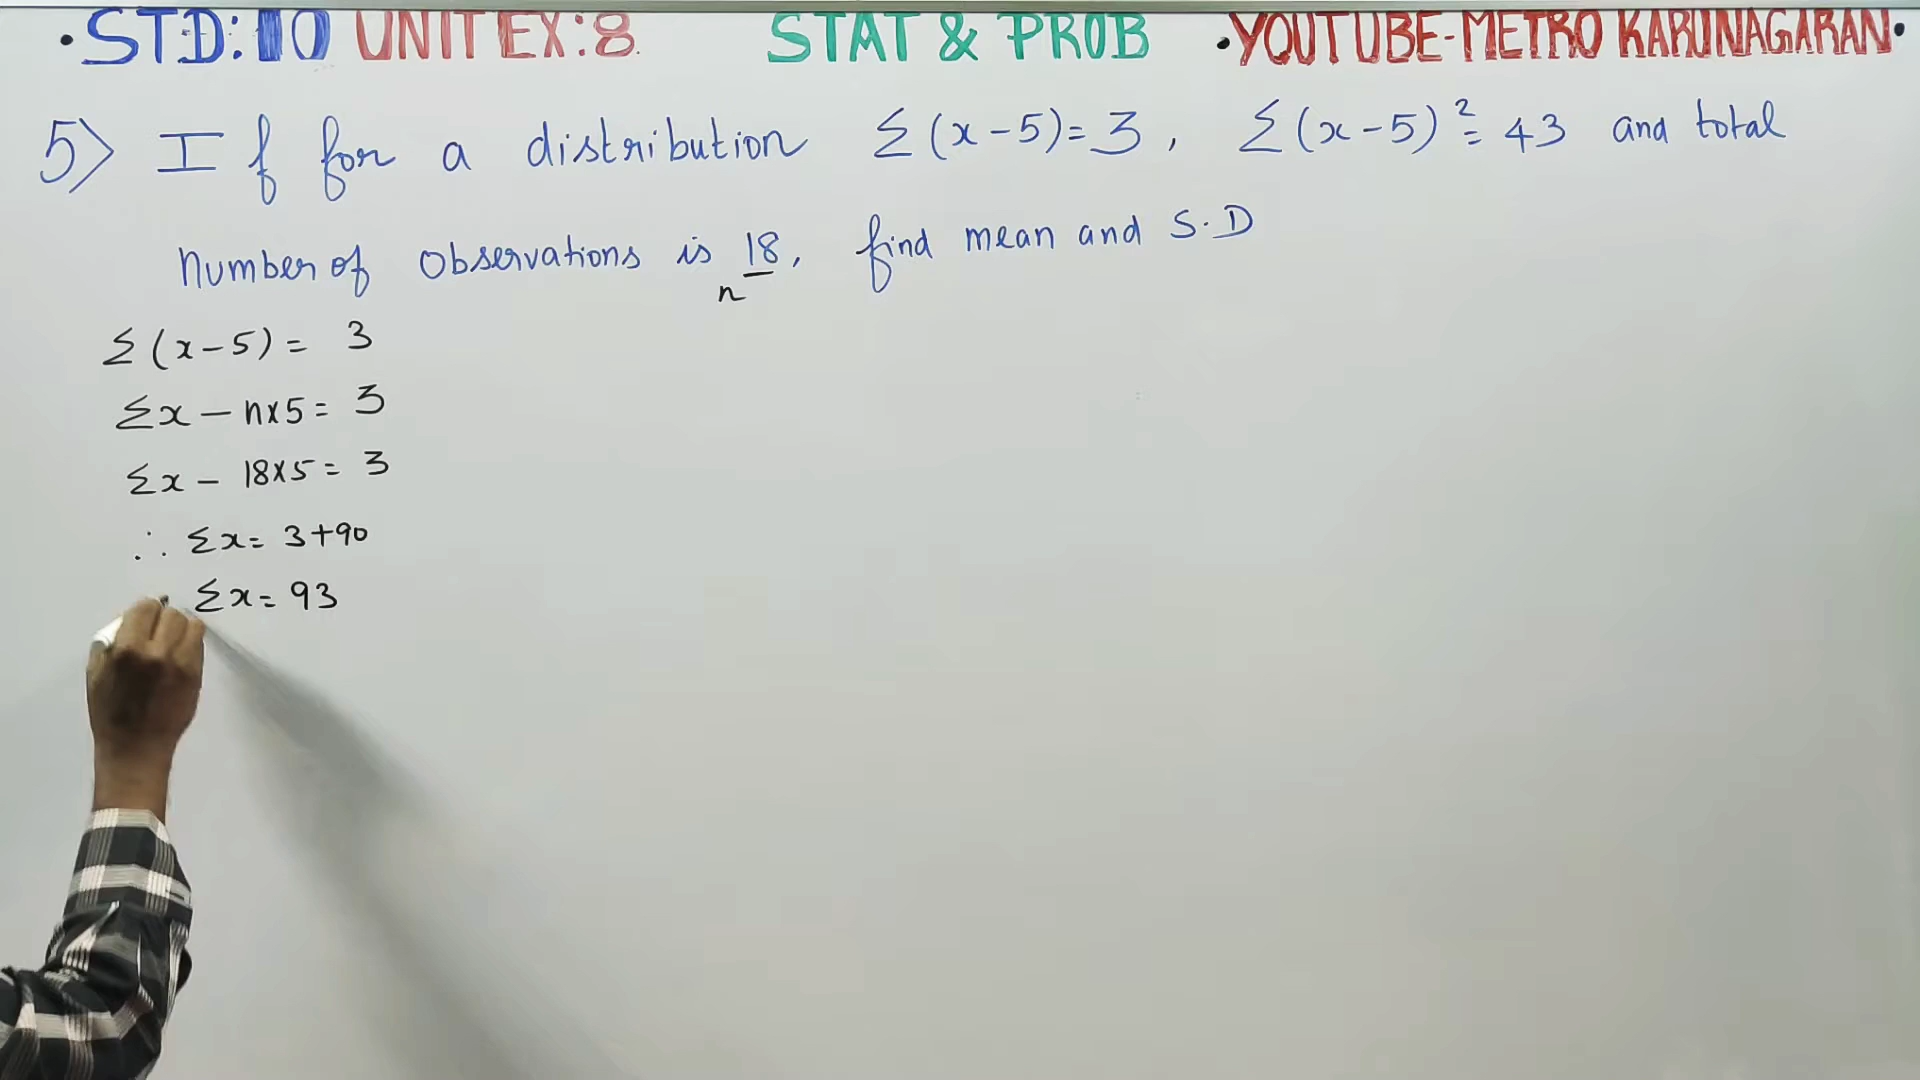 •STD:10 UNIT EX:8. STAT & PROB •YOUTUBE-METRO KARUNAGARAN•
5> If for a distribution Σ(x-5)=3, Σ(x-5)²=43 and total
Number of observations is 18, find mean and S.D
n
Σ(x-5)= 3
Σx - n×5= 3
Σx - 18×5= 3
∴ Σx= 3+90
Σx= 93